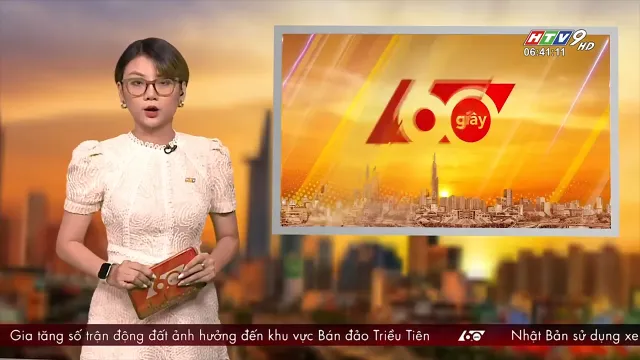 HTV9 HD
06:41:11
60 giây
60
Gia tăng số trận động đất ảnh hưởng đến khu vực Bán đảo Triều Tiên 60 Nhật Bản sử dụng xe